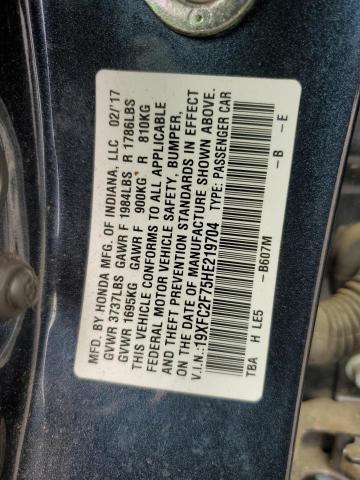 MFD. BY HONDA MFG. OF INDIANA, LLC 02/'17
GVWR 3737LBS GAWR F 1984LBS R 1786LBS
GVWR 1695KG GAWR F 900KG R 810KG
THIS VEHICLE CONFORMS TO ALL APPLICABLE
FEDERAL MOTOR VEHICLE SAFETY, BUMPER,
AND THEFT PREVENTION STANDARDS IN EFFECT
ON THE DATE OF MANUFACTURE SHOWN ABOVE.
V.I.N.:19XFC2F75HE219704 TYPE: PASSENGER CAR
TBA H LE5 -B607M -B -E